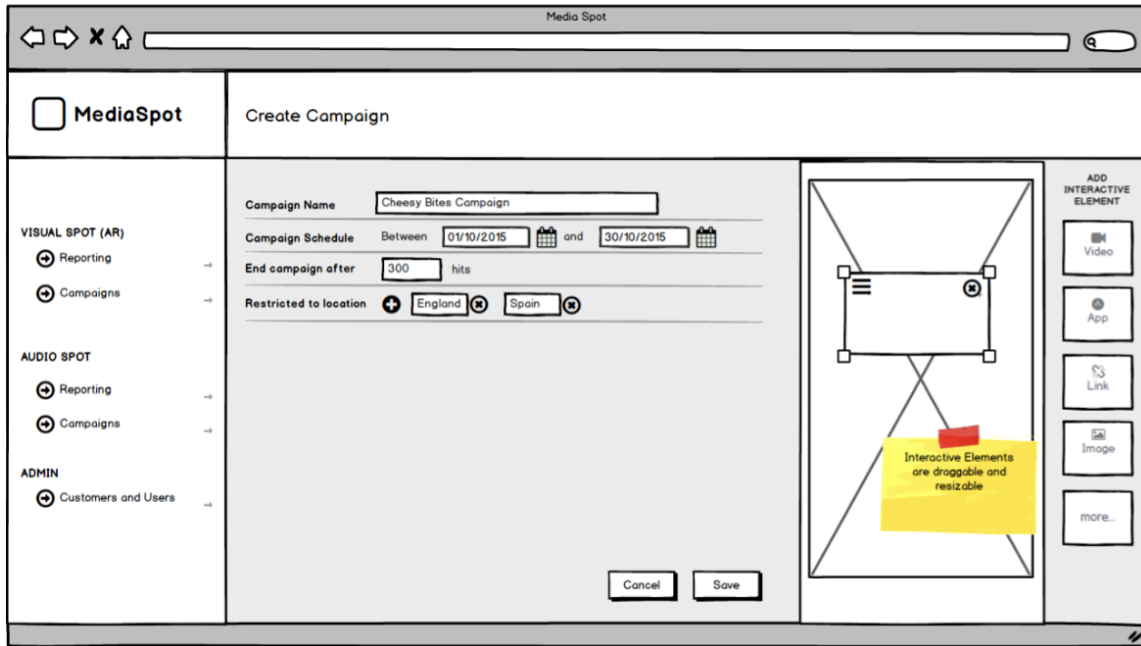 Media Spot
MediaSpot
Create Campaign
VISUAL SPOT (AR)
Reporting
Campaigns
AUDIO SPOT
Reporting
Campaigns
ADMIN
Customers and Users
Campaign Name Cheesy Bites Campaign
Campaign Schedule Between 01/10/2015 and 30/10/2015
End campaign after 300 hits
Restricted to location England Spain
Cancel Save
Interactive Elements
are draggable and
resizable
ADD
INTERACTIVE
ELEMENT
Video
App
Link
Image
more...